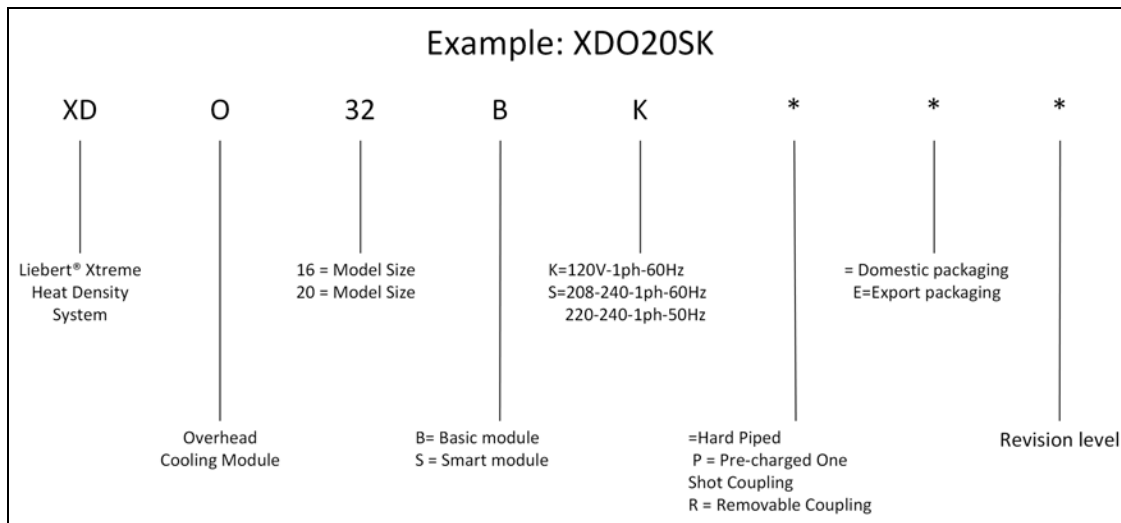 Example: XDO20SK
XD O 32 B K * * *
Liebert® Xtreme
Heat Density
System
16 = Model Size
20 = Model Size
K=120V-1ph-60Hz
S=208-240-1ph-60Hz
220-240-1ph-50Hz
= Domestic packaging
E=Export packaging
Overhead
Cooling Module
B= Basic module
S = Smart module
=Hard Piped
P = Pre-charged One
Shot Coupling
R = Removable Coupling
Revision level